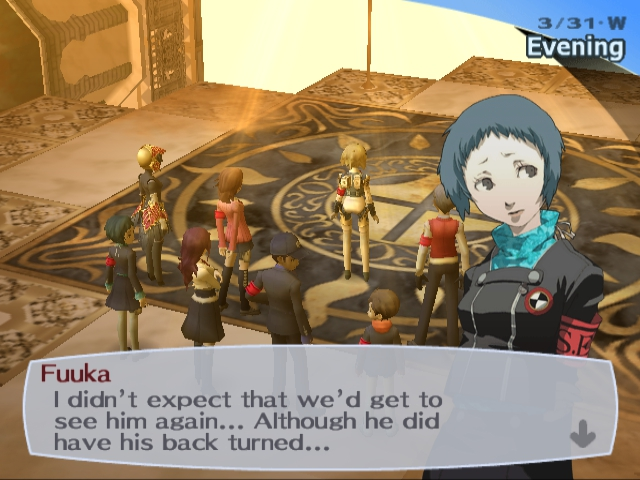 3/31·W
Evening
S.E
Fuuka
I didn't expect that we'd get to
see him again... Although he did
have his back turned...